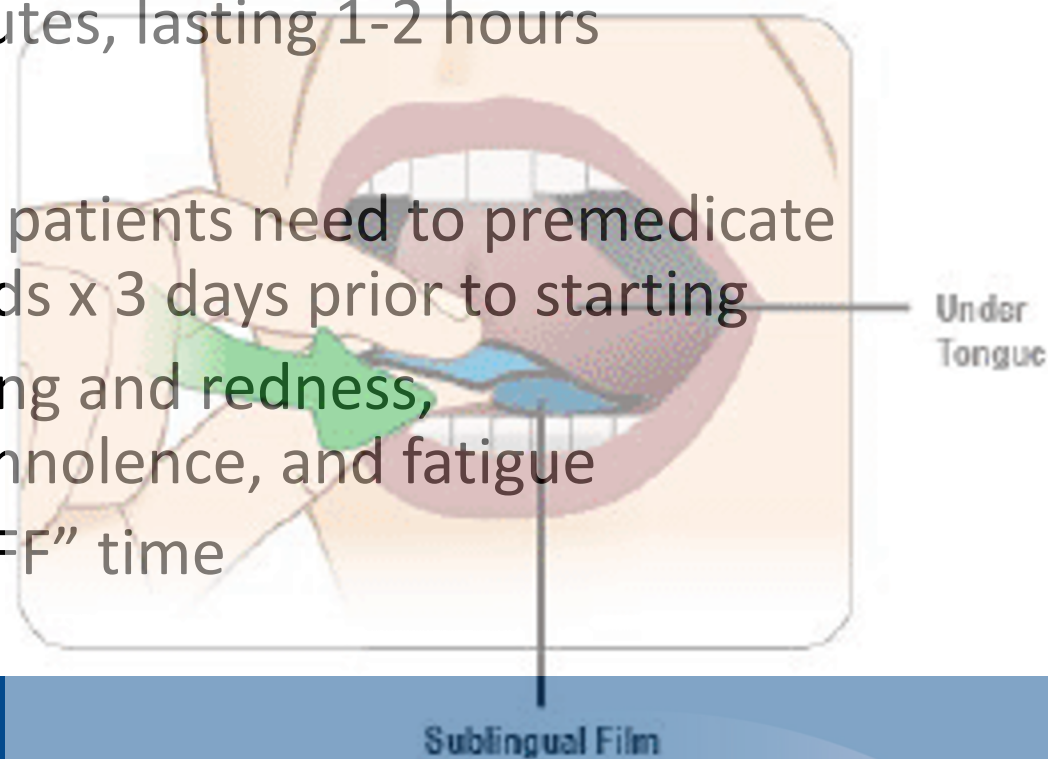 utes, lasting 1-2 hours
patients need to premedicate
ds x 3 days prior to starting
Under
Tongue
ng and redness,
nnolence, and fatigue
FF” time
Sublingual Film